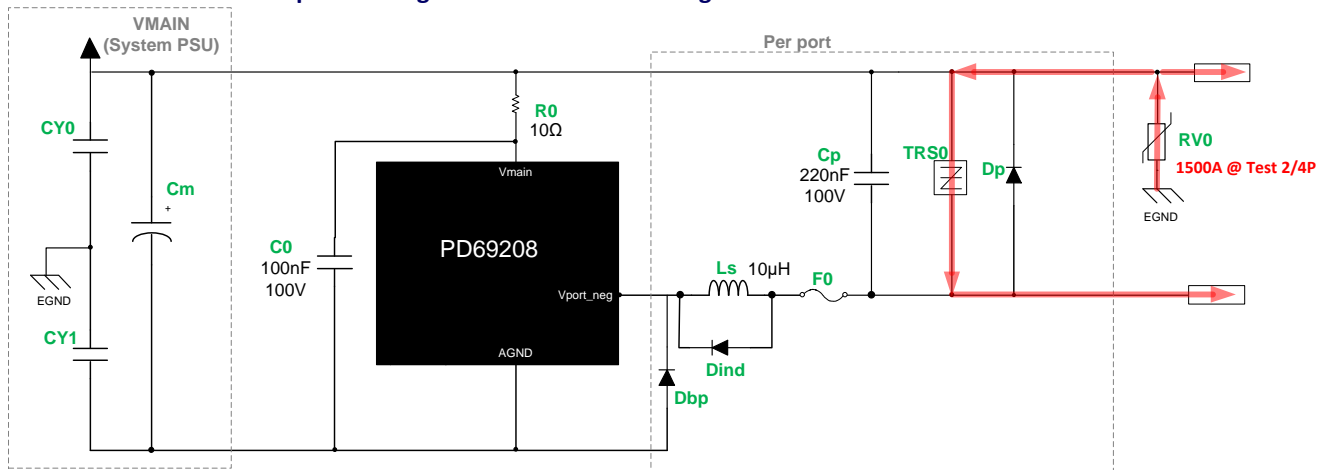 VMAIN
(System PSU)
Per port
CY0
Cm
+
EGND
CY1
R0
10Ω
C0
100nF
100V
Vmain
PD69208
Vport_neg
AGND
Ls 10µH
F0
Dind
Dbp
Cp
220nF
100V
TRS0
Dp
RV0
1500A @ Test 2/4P
EGND